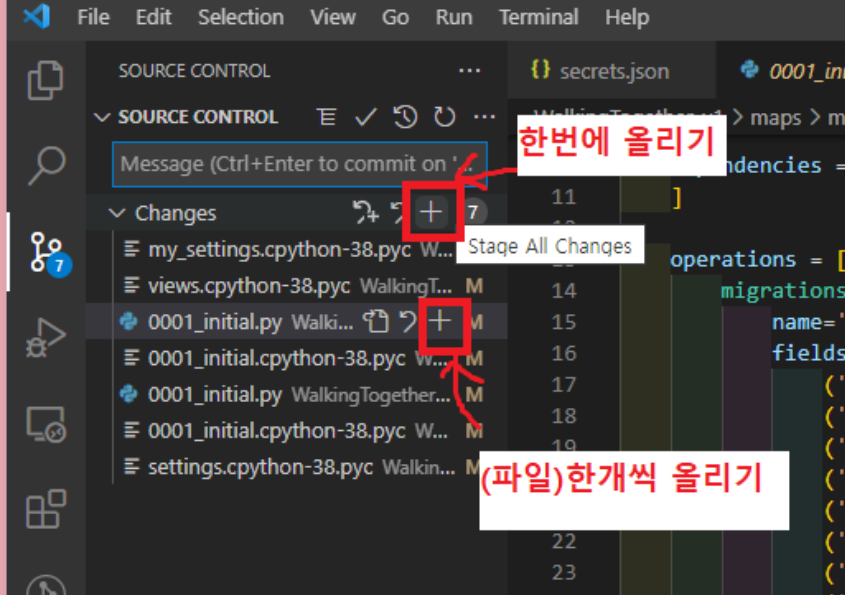 File Edit Selection View Go Run Terminal Help
SOURCE CONTROL ...
{} secrets.json
0001_ini
SOURCE CONTROL ...
> maps > m
한번에 올리기
Message (Ctrl+Enter to commit on '...
ndencies =
11 ]
Changes 7
Stage All Changes
my_settings.cpython-38.pyc W...
operations = [
views.cpython-38.pyc WalkingT... M
14 migrations
0001_initial.py Walki... M
15 name='
0001_initial.cpython-38.pyc W... M
16 fields
0001_initial.py WalkingTogether... M
17 ('
0001_initial.cpython-38.pyc W... M
18 ('
19 ('
settings.cpython-38.pyc Walkin... M
(파일)한개씩 올리기
('
('
22 ('
23 ('